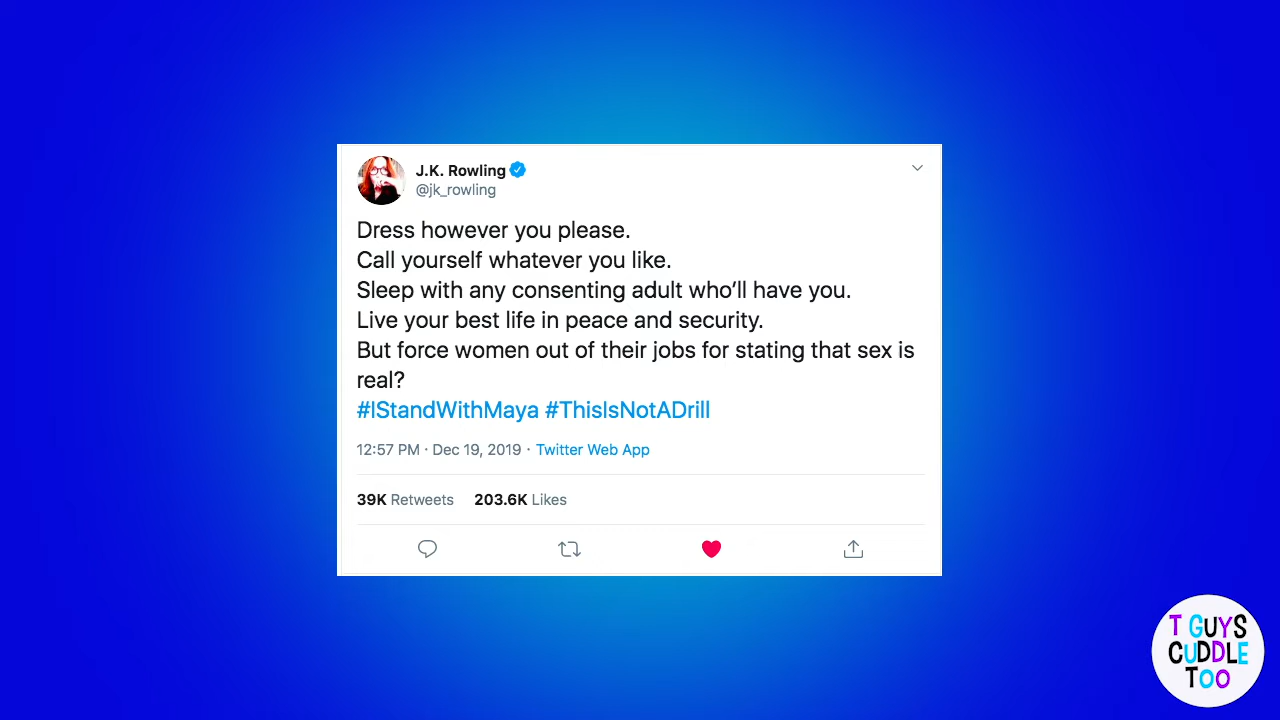 J.K. Rowling
@jk_rowling
Dress however you please.
Call yourself whatever you like.
Sleep with any consenting adult who’ll have you.
Live your best life in peace and security.
But force women out of their jobs for stating that sex is
real?
#IStandWithMaya #ThisIsNotADrill
12:57 PM · Dec 19, 2019 · Twitter Web App
39K Retweets 203.6K Likes
T GUYS
CUDDLE
TOO